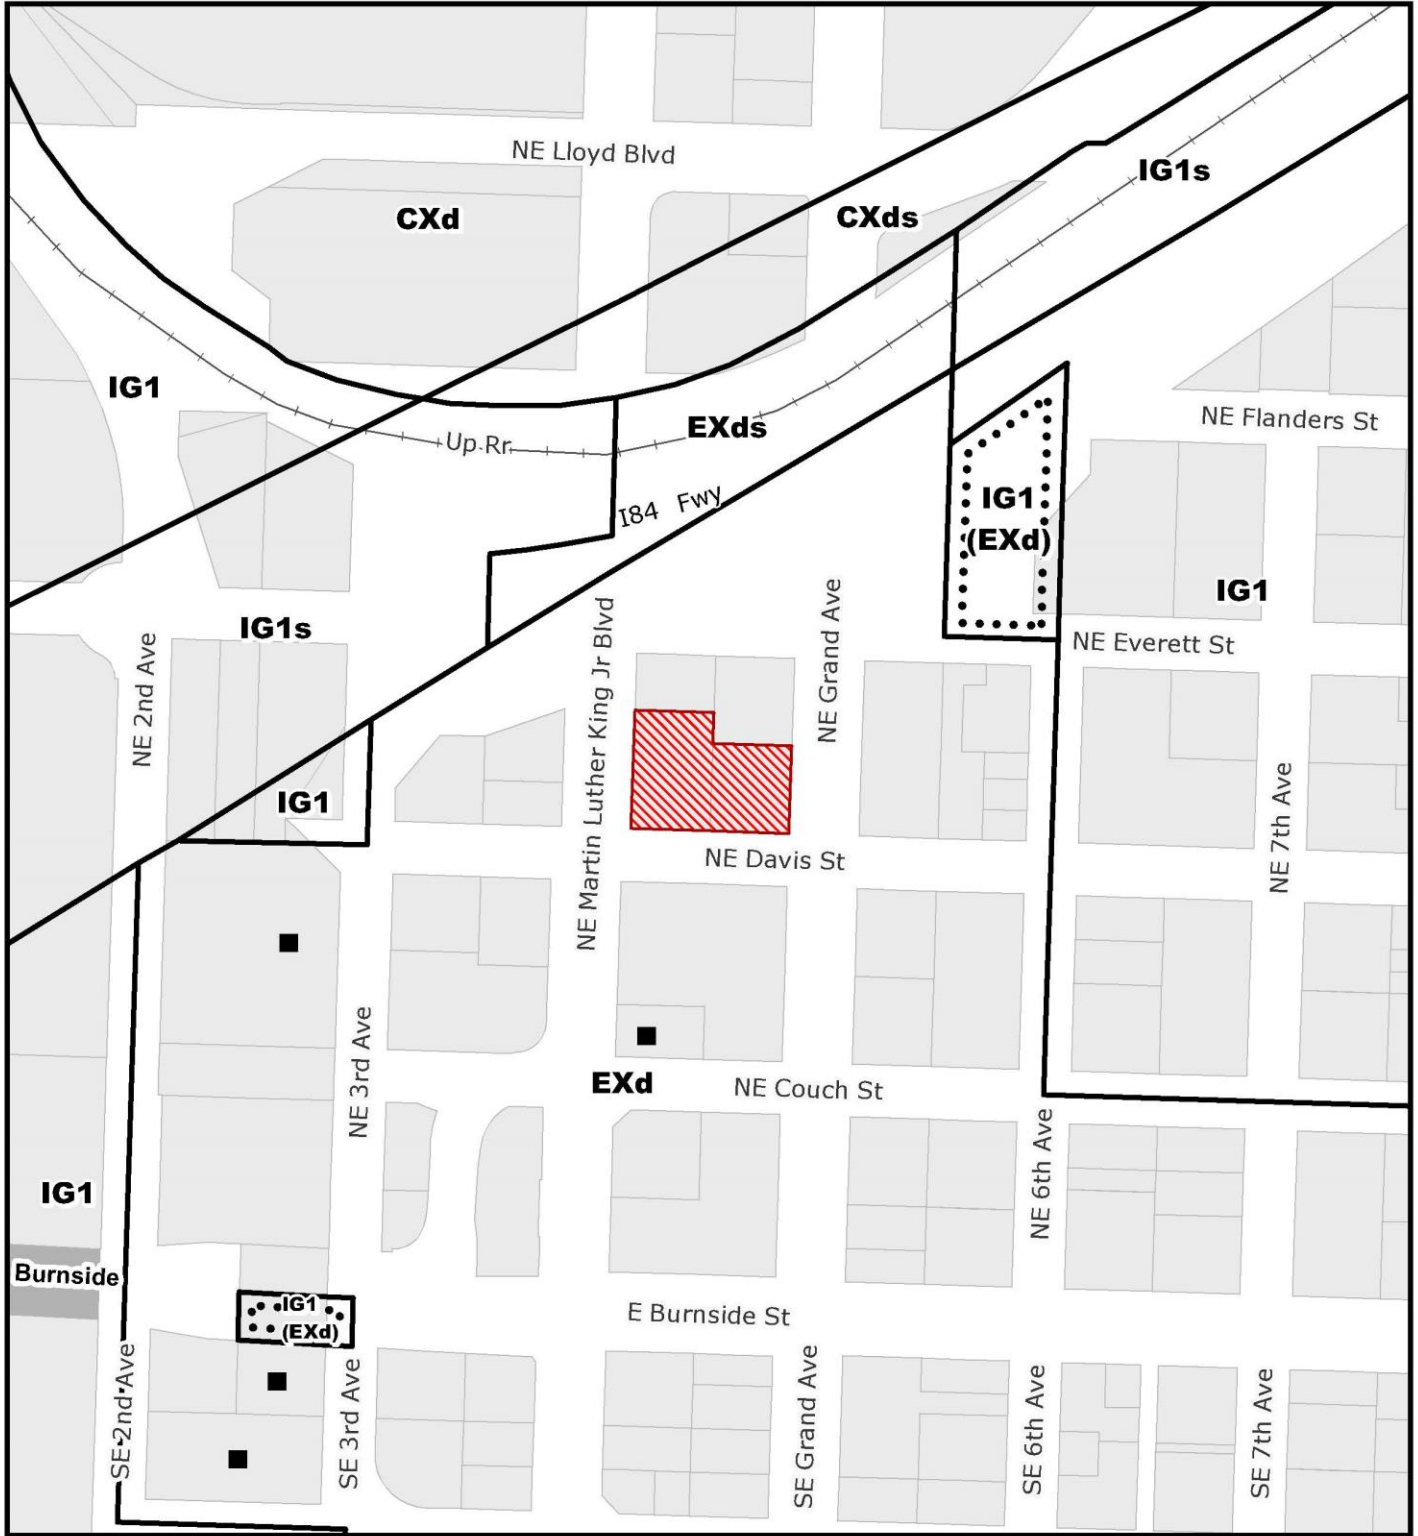 NE Lloyd Blvd
IG1s
CXd
CXds
IG1
NE Flanders St
EXds
Up Rr
I84 Fwy
IG1
(EXd)
IG1
IG1s
NE Everett St
NE 2nd Ave
NE Martin Luther King Jr Blvd
NE Grand Ave
NE 7th Ave
IG1
NE Davis St
NE 3rd Ave
EXd
NE Couch St
NE 6th Ave
IG1
Burnside
IG1
(EXd)
E Burnside St
SE 2nd Ave
SE 3rd Ave
SE Grand Ave
SE 6th Ave
SE 7th Ave